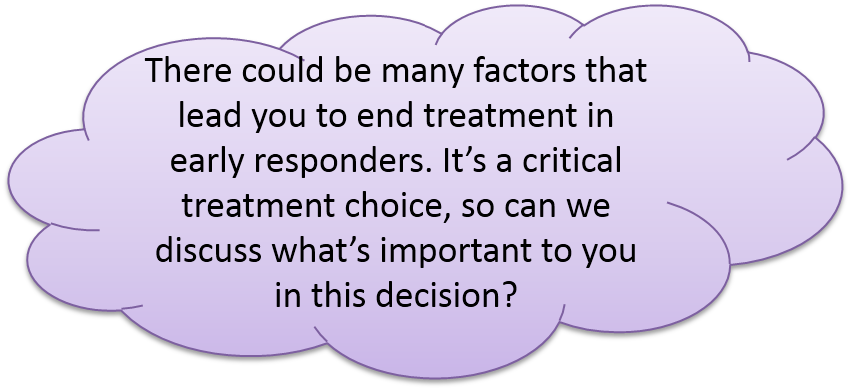 There could be many factors that
lead you to end treatment in
early responders. It’s a critical
treatment choice, so can we
discuss what’s important to you
in this decision?